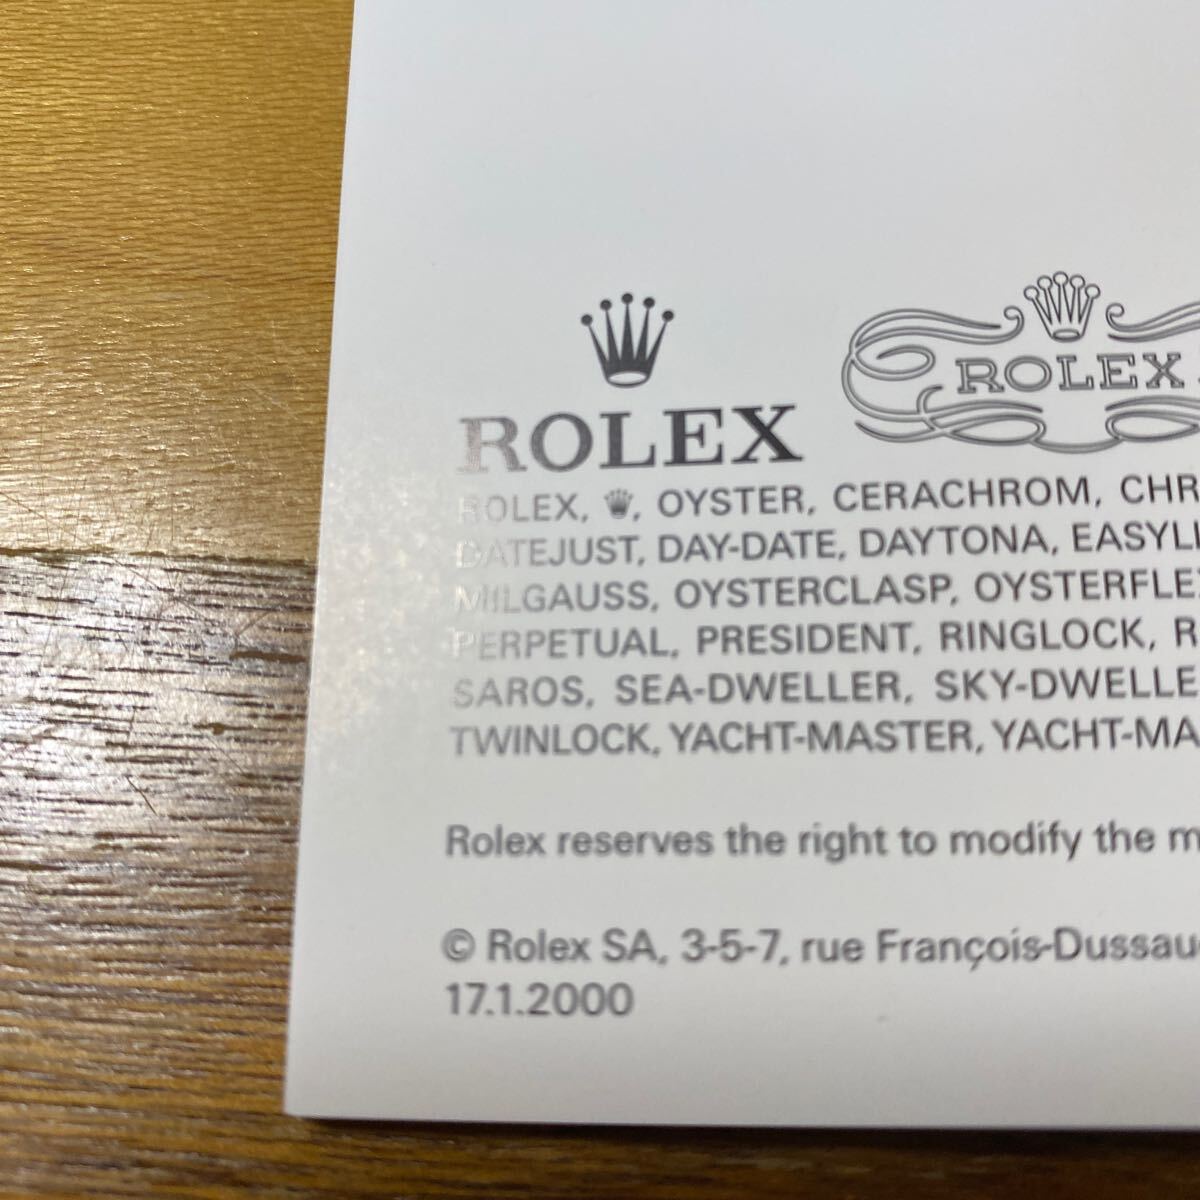 ROLEX
ROLEX
ROLEX, OYSTER, CERACHROM, CHR
DATEJUST, DAY-DATE, DAYTONA, EASYLI
MILGAUSS, OYSTERCLASP, OYSTERFLEX
PERPETUAL, PRESIDENT, RINGLOCK, R
SAROS, SEA-DWELLER, SKY-DWELLE
TWINLOCK, YACHT-MASTER, YACHT-MA
Rolex reserves the right to modify the m
© Rolex SA, 3-5-7, rue François-Dussau
17.1.2000